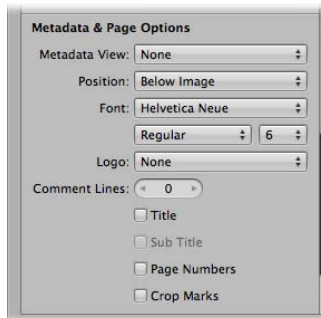 Metadata & Page Options
Metadata View: None
Position: Below Image
Font: Helvetica Neue
Regular 6
Logo: None
Comment Lines: 0
Title
Sub Title
Page Numbers
Crop Marks